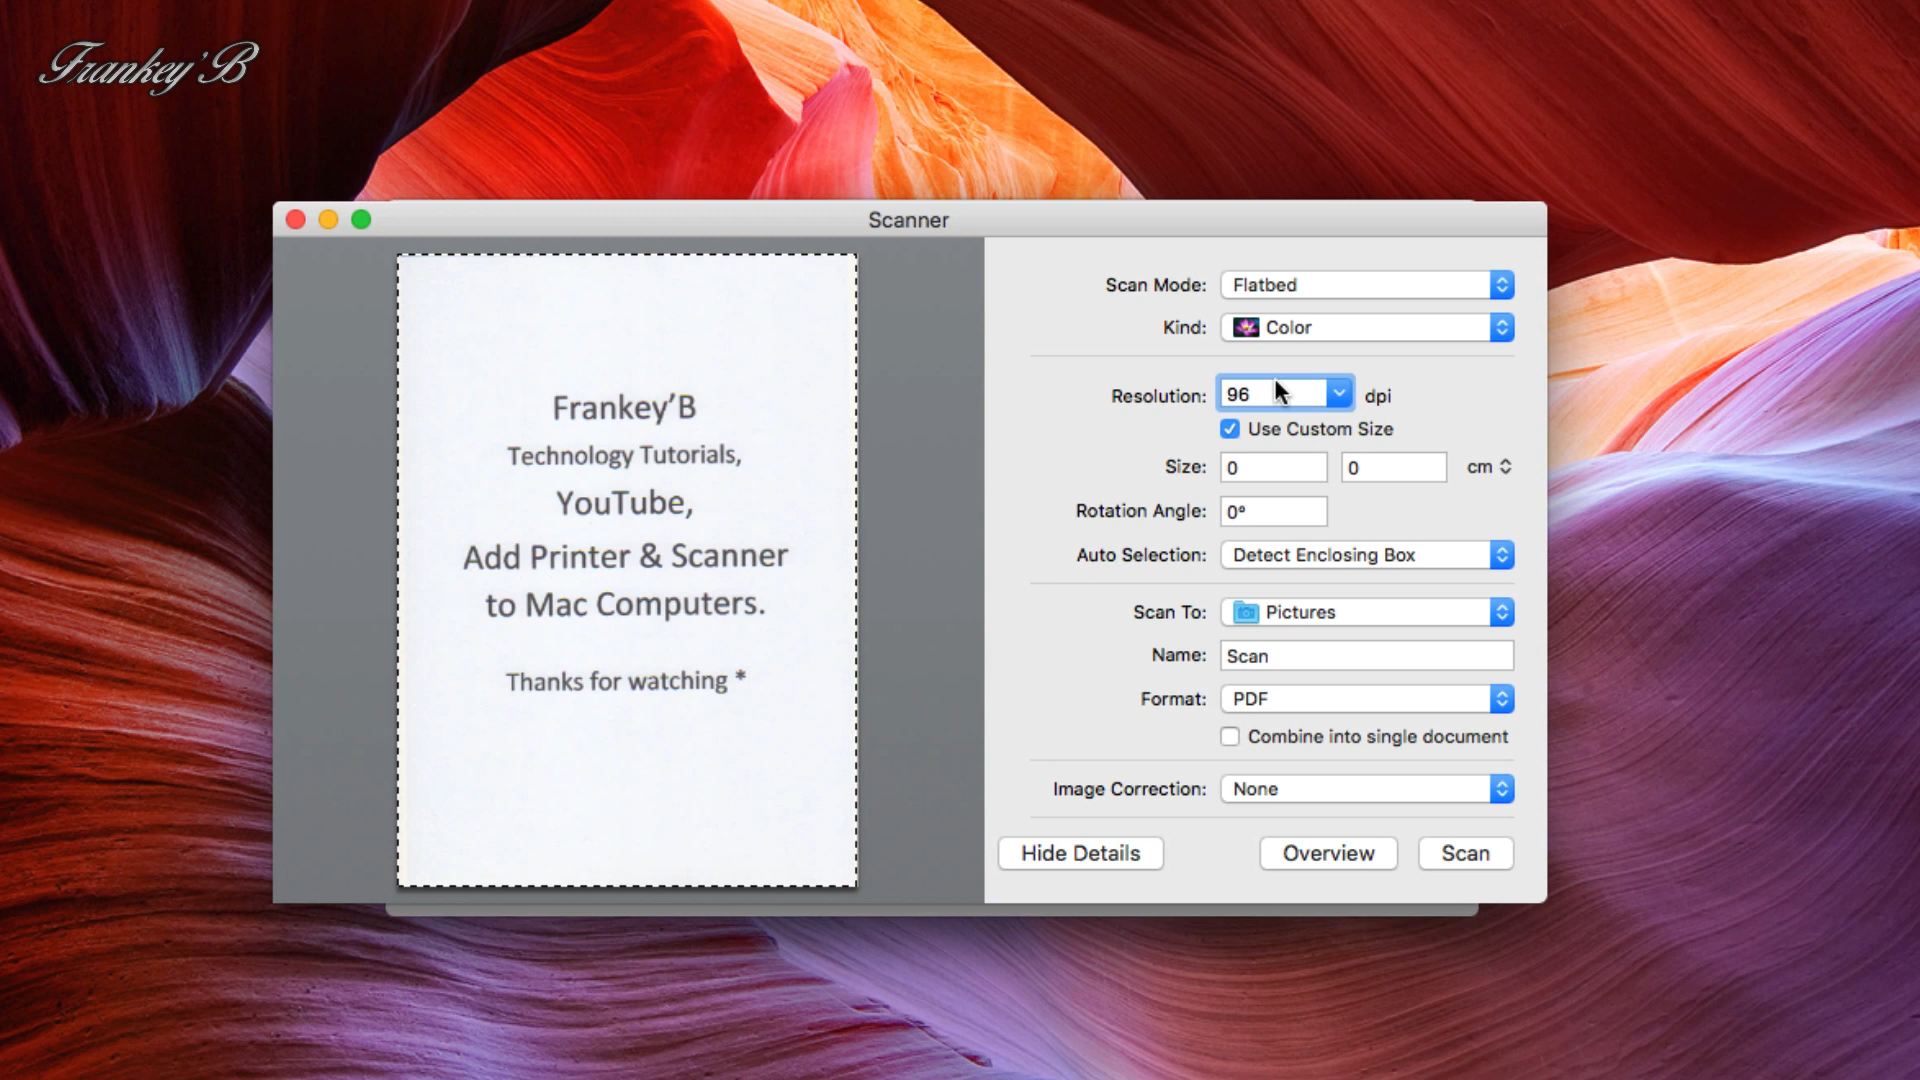 Frankey'B
Scanner
Frankey'B
Technology Tutorials,
YouTube,
Add Printer & Scanner
to Mac Computers.
Thanks for watching *
Scan Mode: Flatbed
Kind: Color
Resolution: 96 dpi
Use Custom Size
Size: 0 0 cm
Rotation Angle: 0°
Auto Selection: Detect Enclosing Box
Scan To: Pictures
Name: Scan
Format: PDF
Combine into single document
Image Correction: None
Hide Details Overview Scan